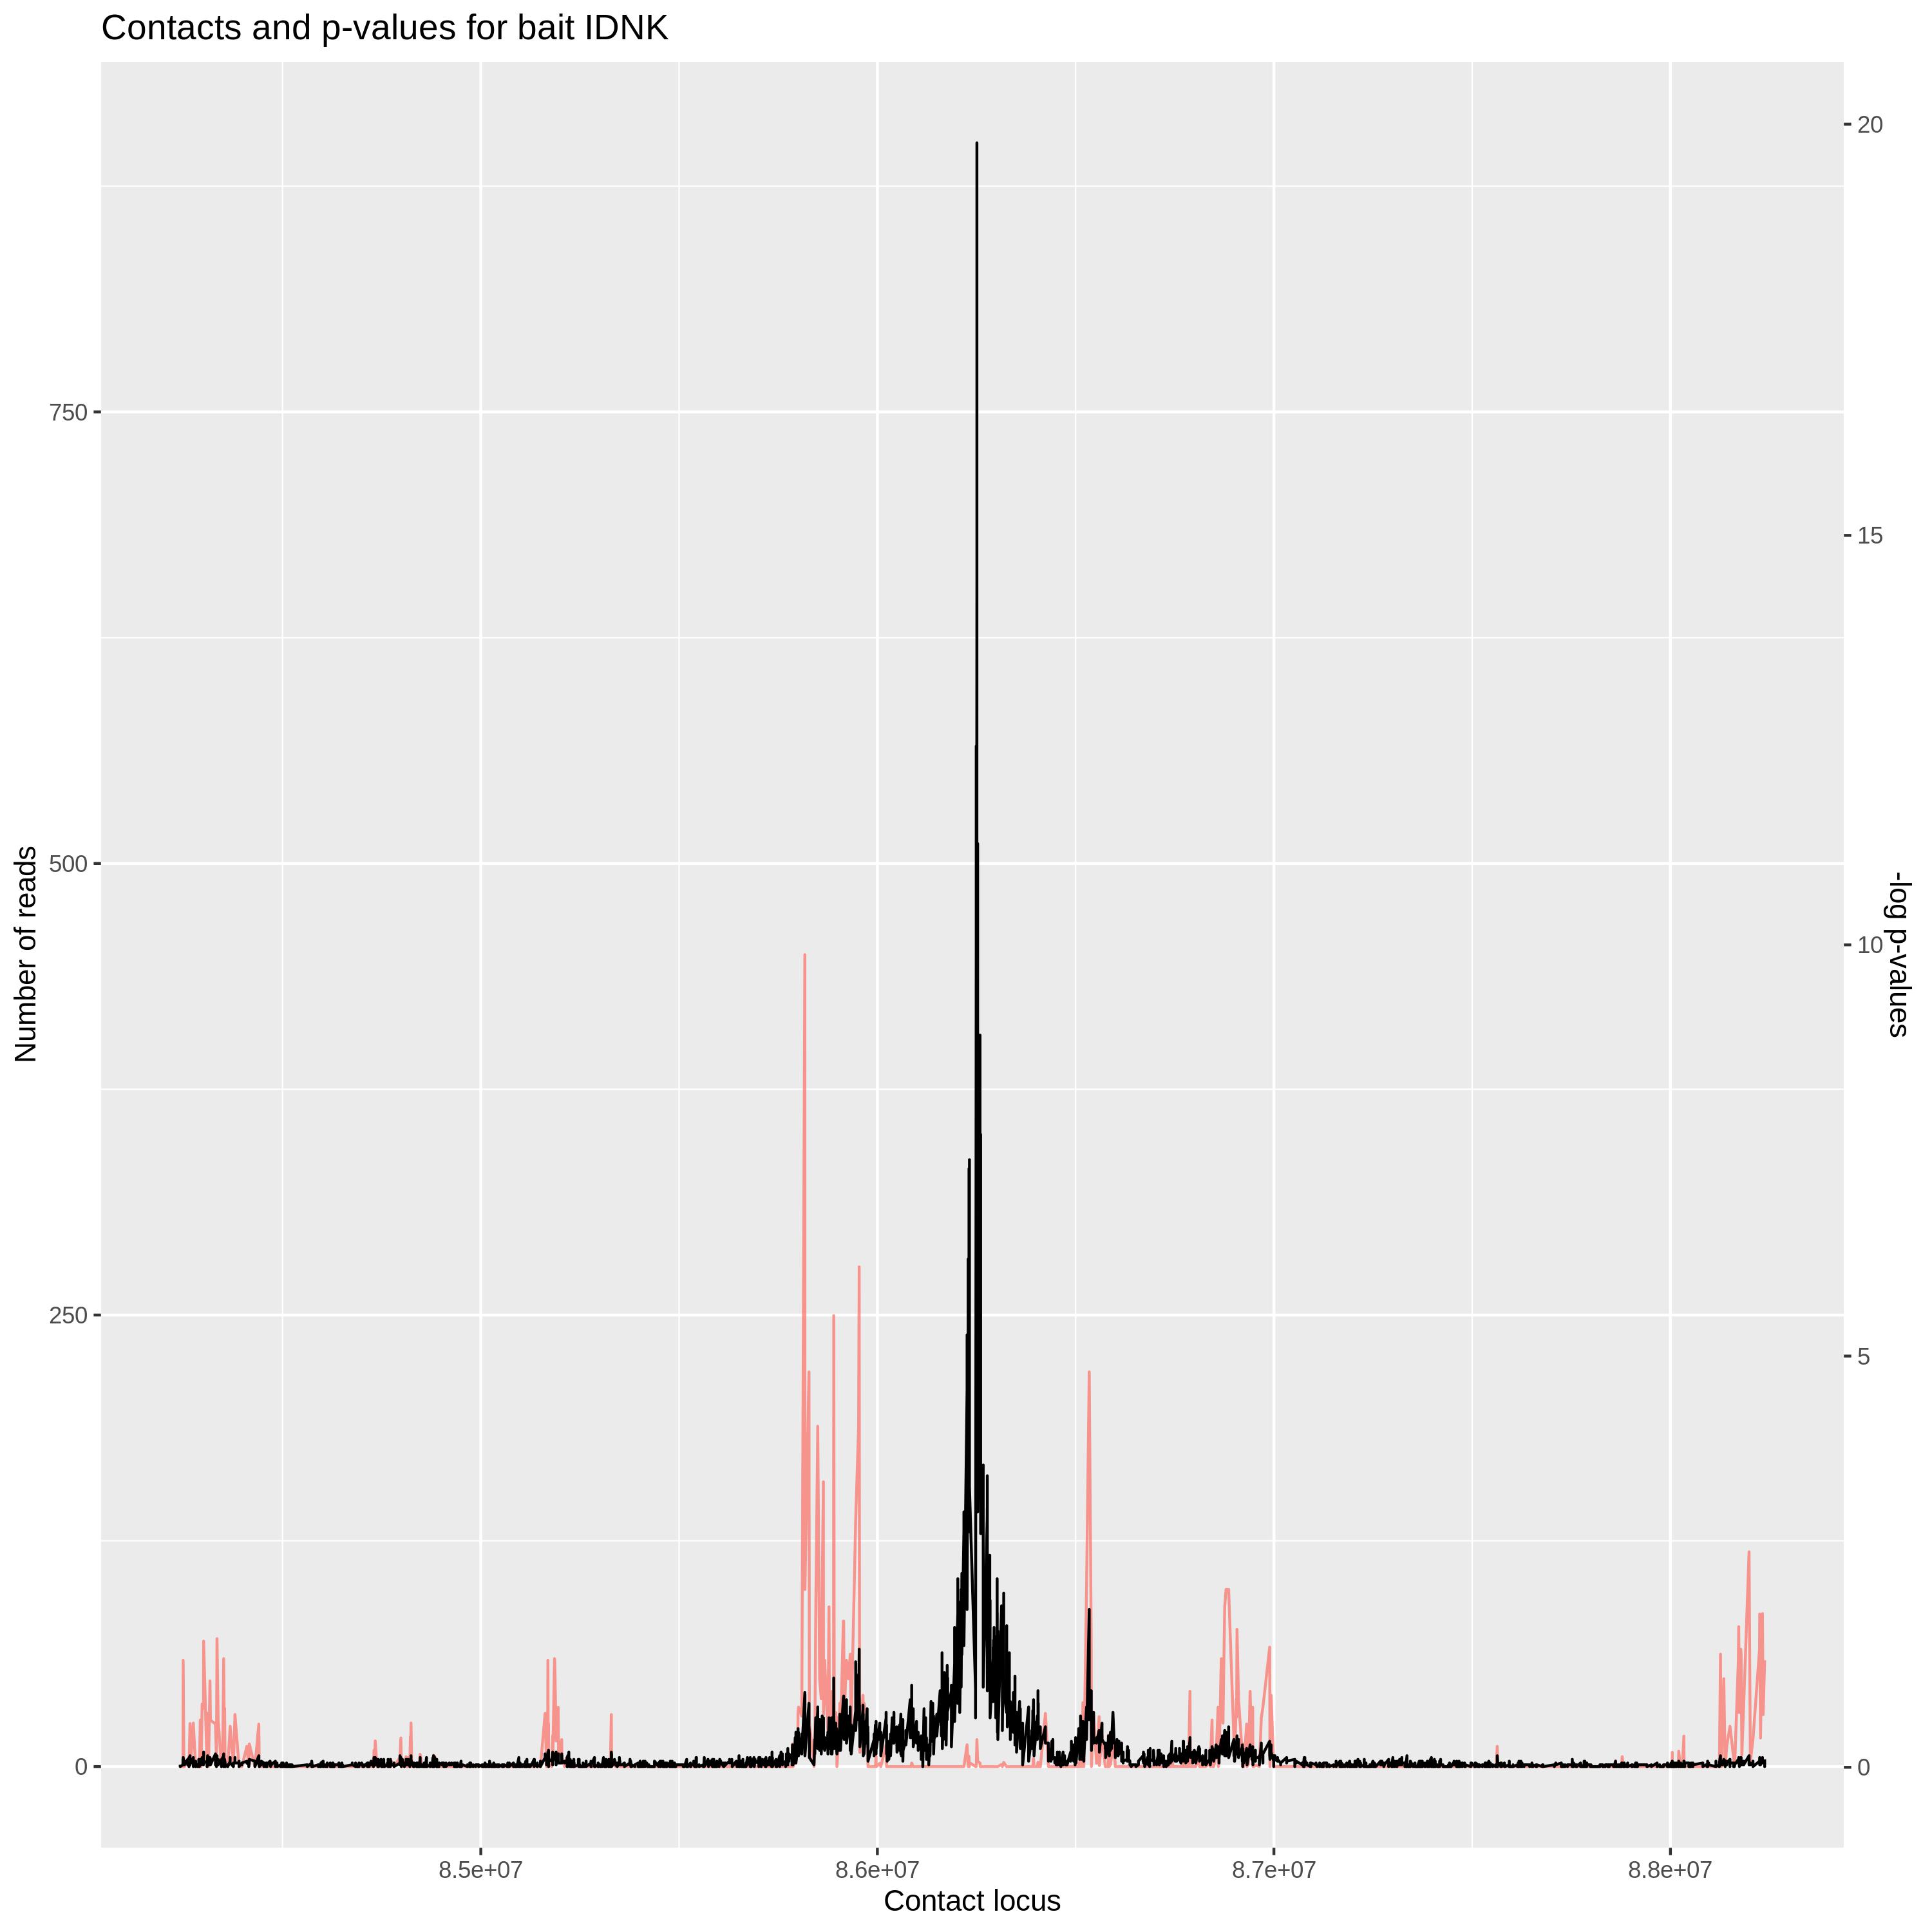 Contacts and p-values for bait IDNK
20
15
10
5
0
750
500
250
0
Number of reads
-log p-values
8.5e+07
8.6e+07
8.7e+07
8.8e+07
Contact locus